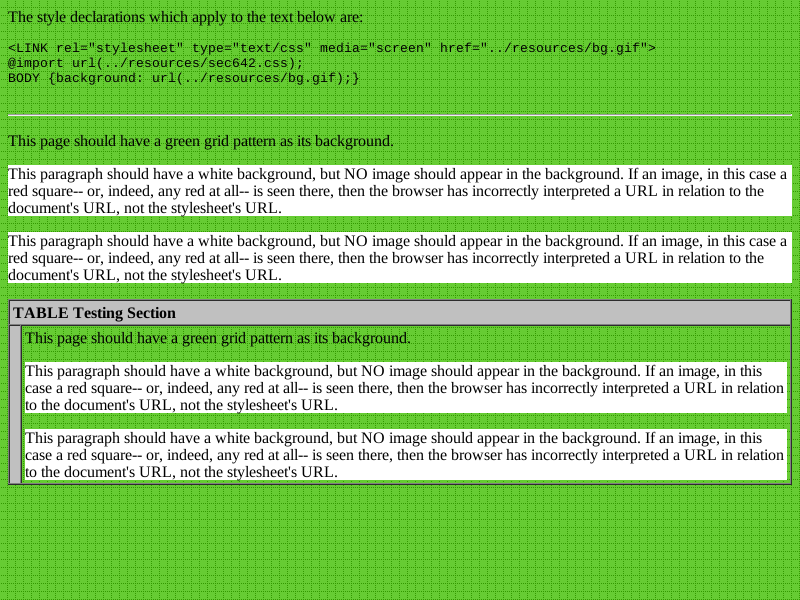 The style declarations which apply to the text below are:
<LINK rel="stylesheet" type="text/css" media="screen" href="../resources/bg.gif">
@import url(../resources/sec642.css);
BODY {background: url(../resources/bg.gif);}
This page should have a green grid pattern as its background.
This paragraph should have a white background, but NO image should appear in the background. If an image, in this case a
red square-- or, indeed, any red at all-- is seen there, then the browser has incorrectly interpreted a URL in relation to the
document's URL, not the stylesheet's URL.
This paragraph should have a white background, but NO image should appear in the background. If an image, in this case a
red square-- or, indeed, any red at all-- is seen there, then the browser has incorrectly interpreted a URL in relation to the
document's URL, not the stylesheet's URL.
TABLE Testing Section
This page should have a green grid pattern as its background.
This paragraph should have a white background, but NO image should appear in the background. If an image, in this
case a red square-- or, indeed, any red at all-- is seen there, then the browser has incorrectly interpreted a URL in relation
to the document's URL, not the stylesheet's URL.
This paragraph should have a white background, but NO image should appear in the background. If an image, in this
case a red square-- or, indeed, any red at all-- is seen there, then the browser has incorrectly interpreted a URL in relation
to the document's URL, not the stylesheet's URL.